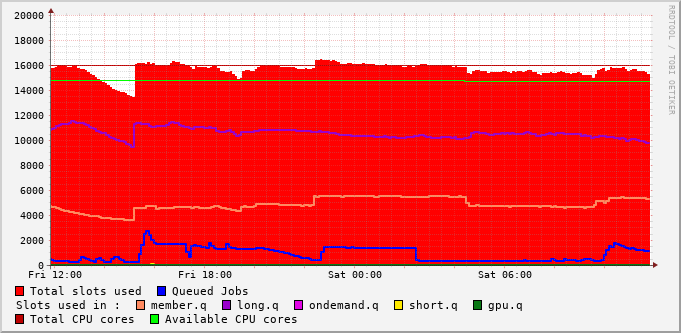 20000
18000
16000
14000
12000
10000
8000
6000
4000
2000
0
Fri 12:00 Fri 18:00 Sat 00:00 Sat 06:00
RRDTOOL / TOBI OETIKER
Total slots used Queued Jobs
Slots used in : member.q long.q ondemand.q short.q gpu.q
Total CPU cores Available CPU cores